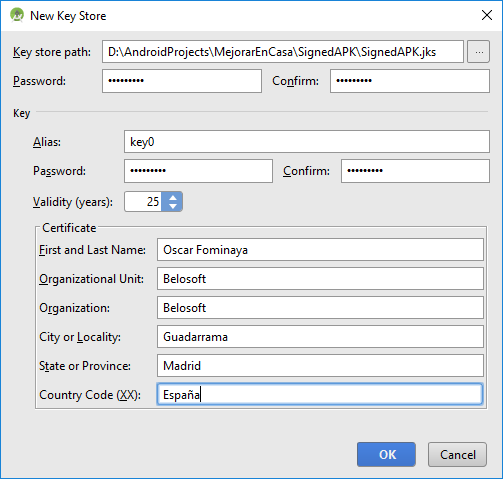 New Key Store
Key store path: D:\AndroidProjects\MejorarEnCasa\SignedAPK\SignedAPK.jks ...
Password: ••••••••• Confirm: •••••••••
Key
Alias: key0
Password: ••••••••• Confirm: •••••••••
Validity (years): 25
Certificate
First and Last Name: Oscar Fominaya
Organizational Unit: Belosoft
Organization: Belosoft
City or Locality: Guadarrama
State or Province: Madrid
Country Code (XX): España
OK Cancel